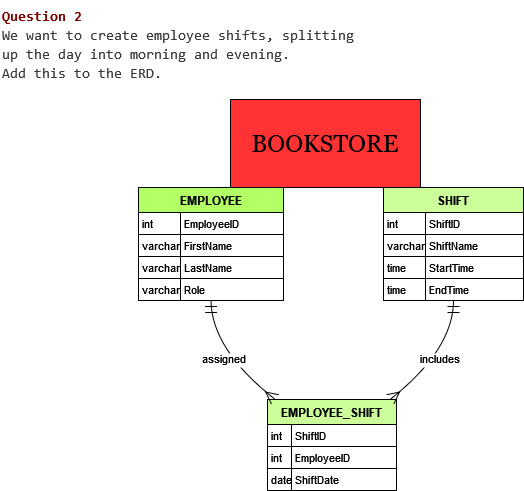 Question 2
We want to create employee shifts, splitting
up the day into morning and evening.
Add this to the ERD.
BOOKSTORE
EMPLOYEE
int EmployeeID
varchar FirstName
varchar LastName
varchar Role
SHIFT
int ShiftID
varchar ShiftName
time StartTime
time EndTime
assigned
includes
EMPLOYEE_SHIFT
int ShiftID
int EmployeeID
date ShiftDate